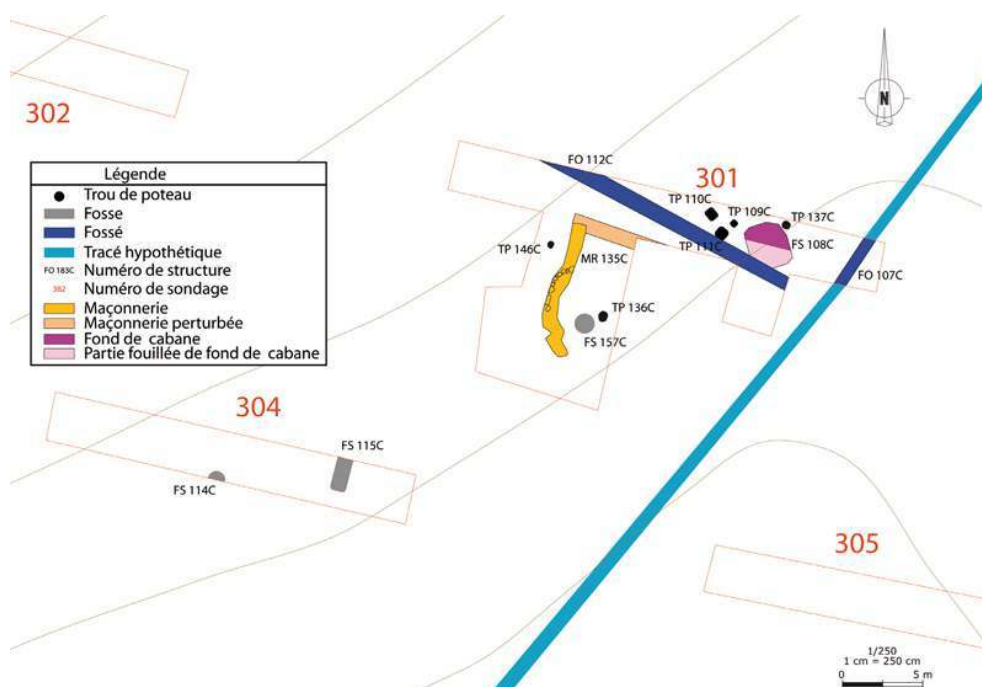 302
N
Légende
Trou de poteau
Fosse
Fossé
Tracé hypothétique
FO 183C Numéro de structure
302 Numéro de sondage
Maçonnerie
Maçonnerie perturbée
Fond de cabane
Partie fouillée de fond de cabane
FO 112C
301
TP 110C
TP 109C
TP 137C
TP 111C
FS 108C
TP 146C
MR 135C
FO 107C
TP 136C
FS 157C
304
FS 115C
FS 114C
305
1/250
1 cm = 250 cm
0 5 m